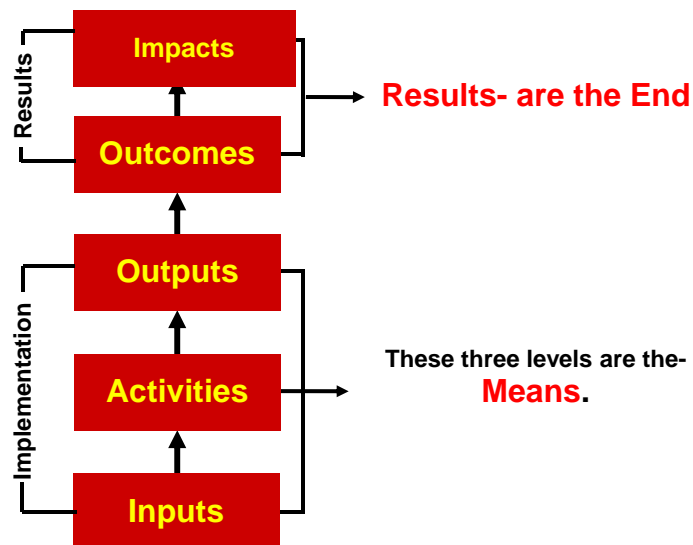 Results
Impacts
Outcomes
Results- are the End
Implementation
Outputs
Activities
Inputs
These three levels are the-
Means.